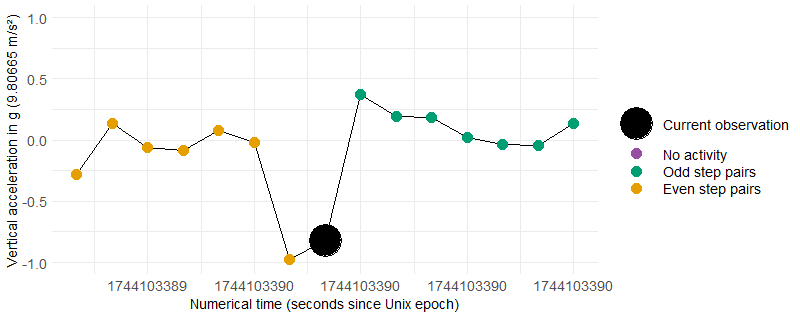 Vertical acceleration in g (9.80665 m/s²)
1.0
0.5
0.0
-0.5
-1.0
1744103389 1744103390 1744103390 1744103390 1744103390
Numerical time (seconds since Unix epoch)
Current observation
No activity
Odd step pairs
Even step pairs